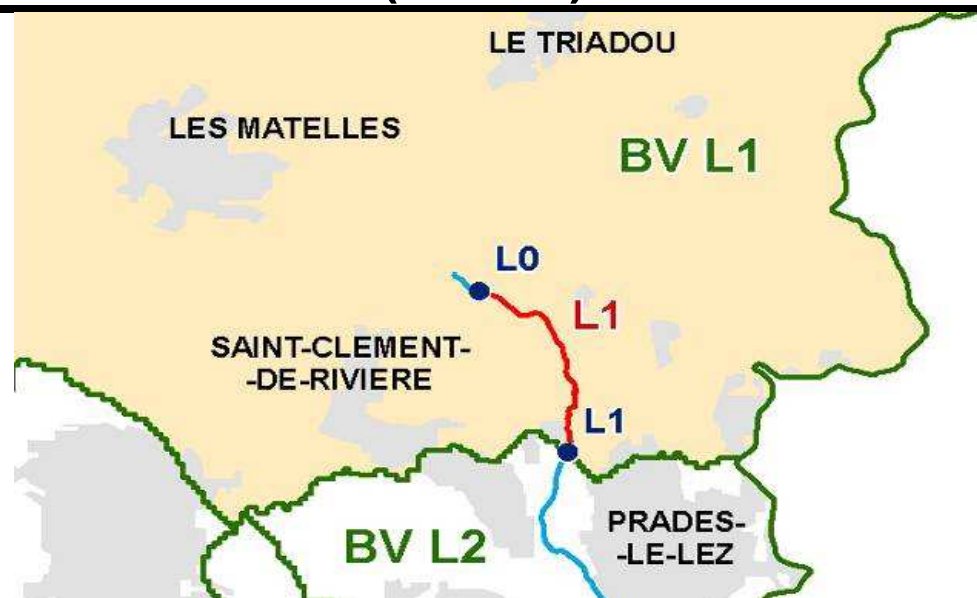 LE TRIADOU
LES MATELLES
BV L1
L0
L1
SAINT-CLEMENT-
-DE-RIVIERE
L1
PRADES-
-LE-LEZ
BV L2